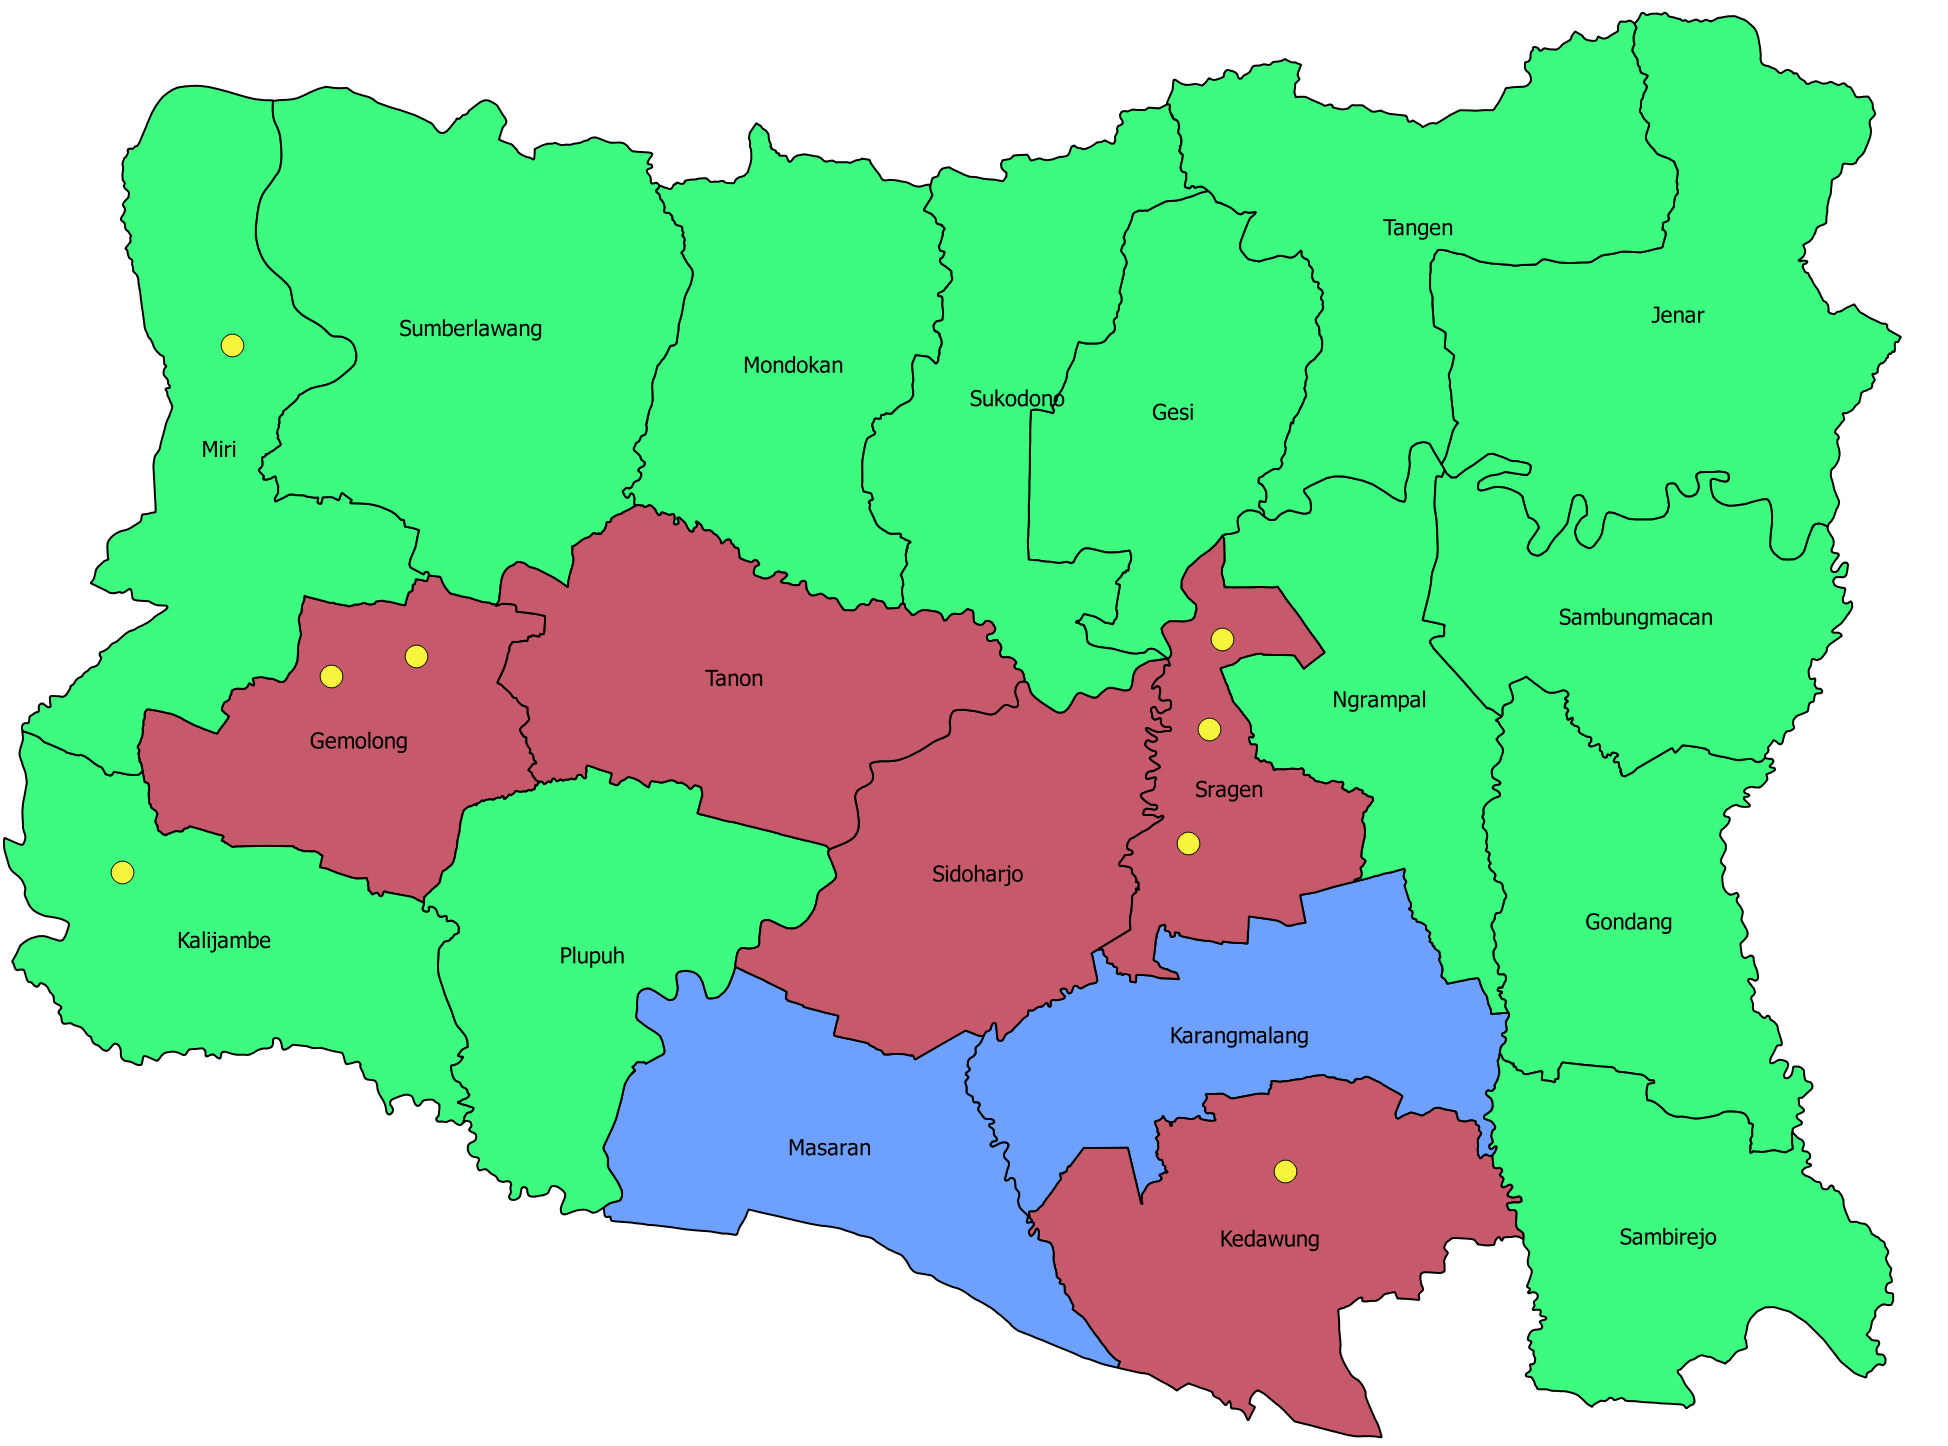 Tangen
Jenar
Sumberlawang
Mondokan
Sukodono
Gesi
Miri
Sambungmacan
Tanon
Ngrampal
Gemolong
Sragen
Sidoharjo
Gondang
Kalijambe
Plupuh
Karangmalang
Masaran
Kedawung
Sambirejo